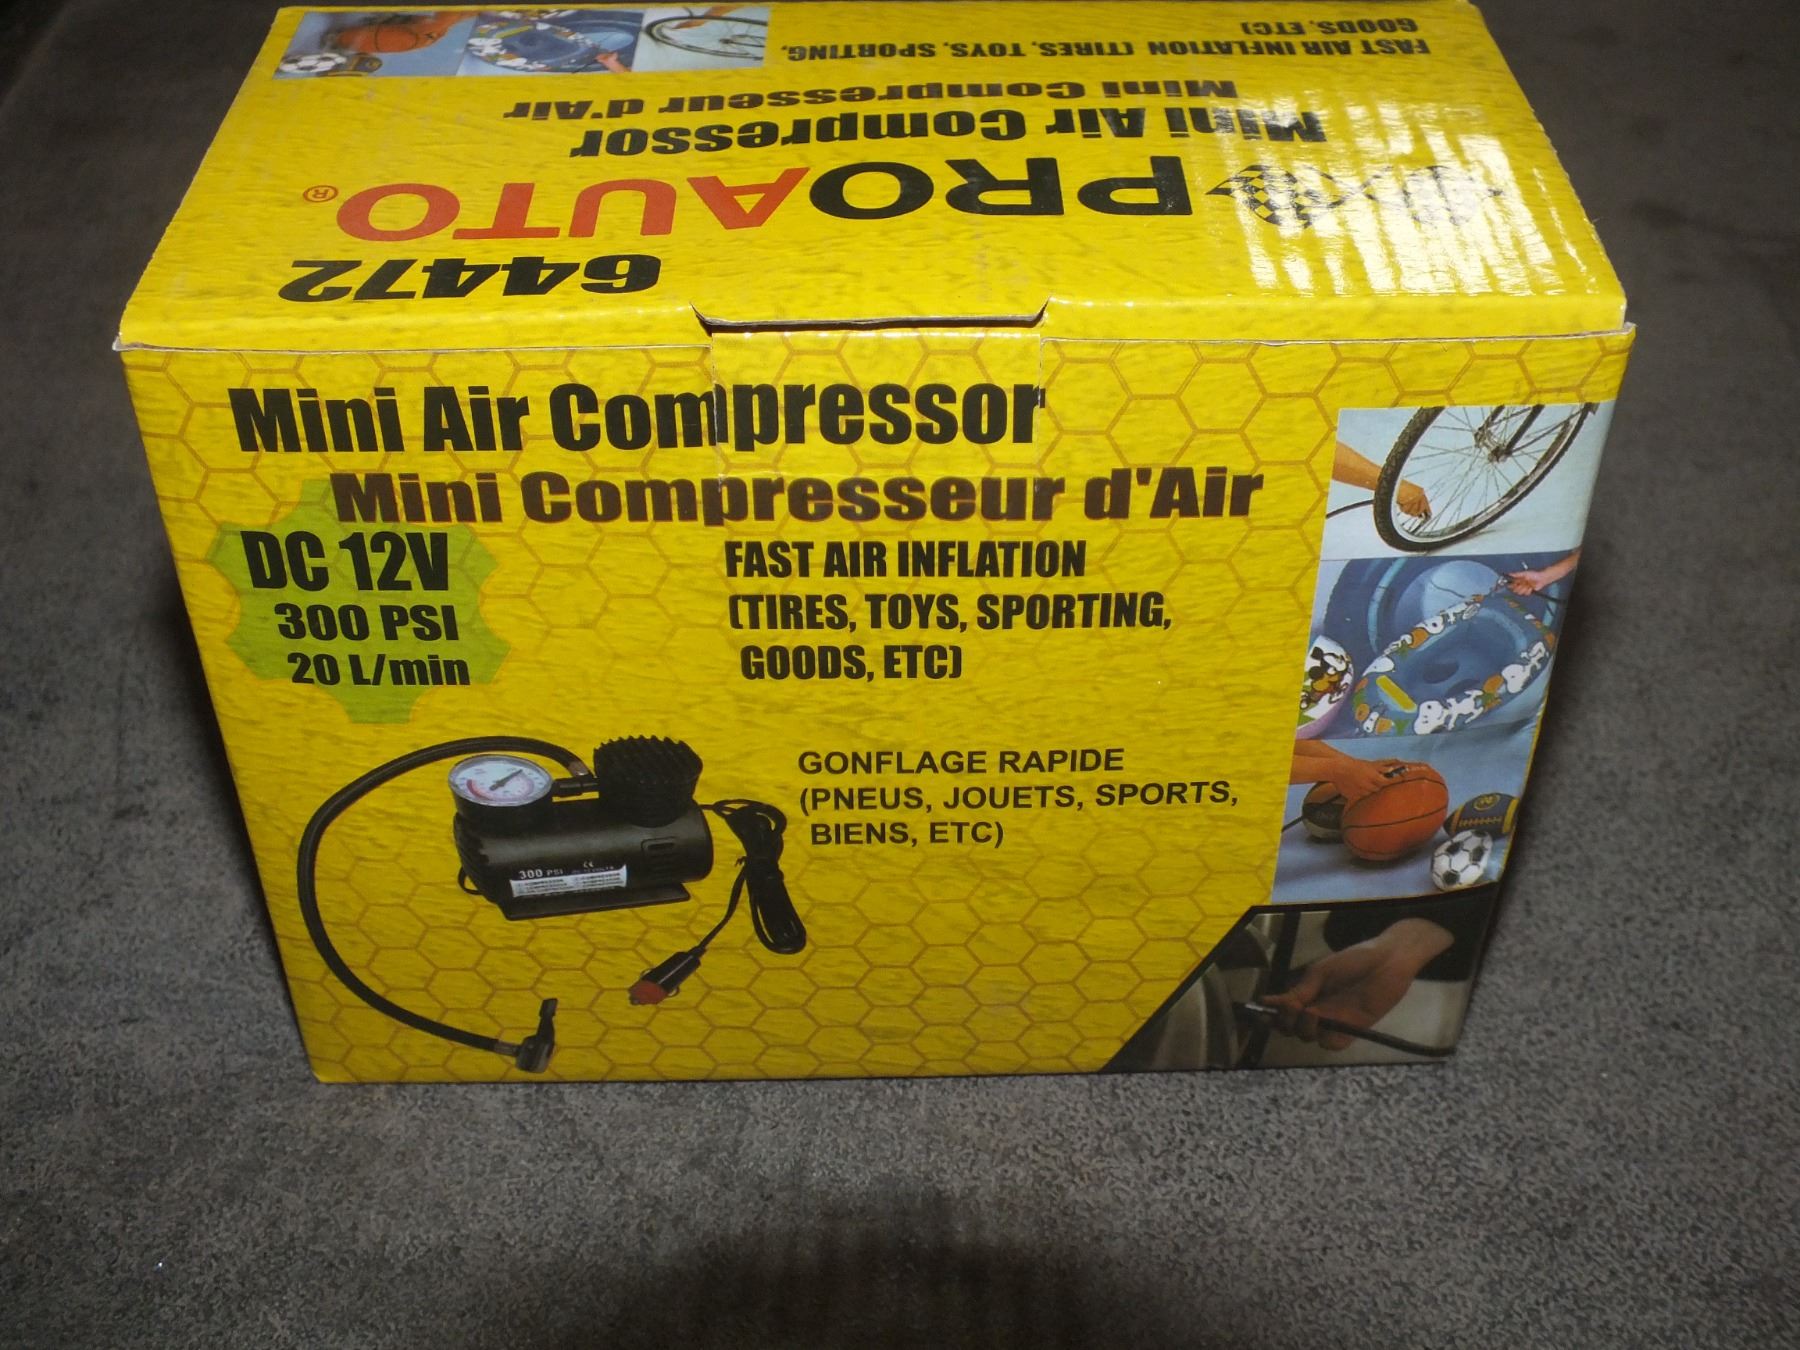 FAST AIR INFLATION (TIRES, TOYS, SPORTING,
GOODS, ETC)
Mini Compresseur d'Air
Mini Air Compressor
PROAUTO®
64472
Mini Air Compressor
Mini Compresseur d'Air
DC 12V
300 PSI
20 L/min
FAST AIR INFLATION
(TIRES, TOYS, SPORTING,
GOODS, ETC)
GONFLAGE RAPIDE
(PNEUS, JOUETS, SPORTS,
BIENS, ETC)
300 PSI